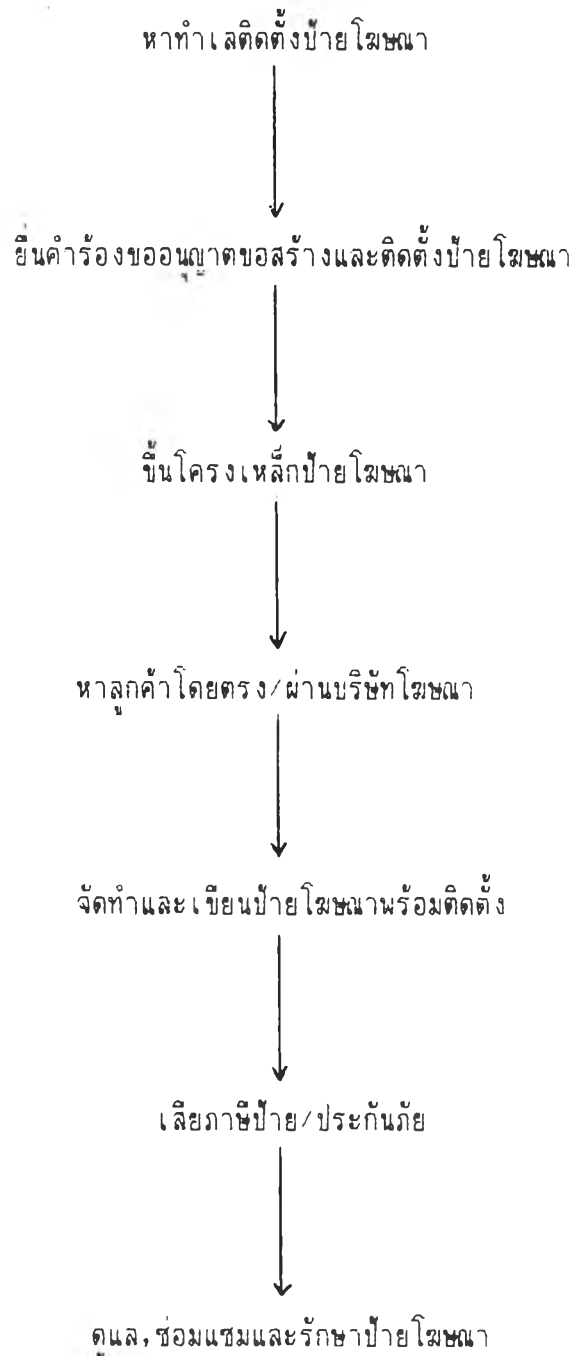 หาทำเลติดตั้งป้ายโฆษณา
ยื่นคำร้องขออนุญาตขอสร้างและติดตั้งป้ายโฆษณา
ขึ้นโครงเหล็กป้ายโฆษณา
หาลูกค้าโดยตรง/ผ่านบริษัทโฆษณา
จัดทำและเขียนป้ายโฆษณาพร้อมติดตั้ง
เสียภาษีป้าย/ประกันภัย
ดูแล,ซ่อมแซมและรักษาป้ายโฆษณา